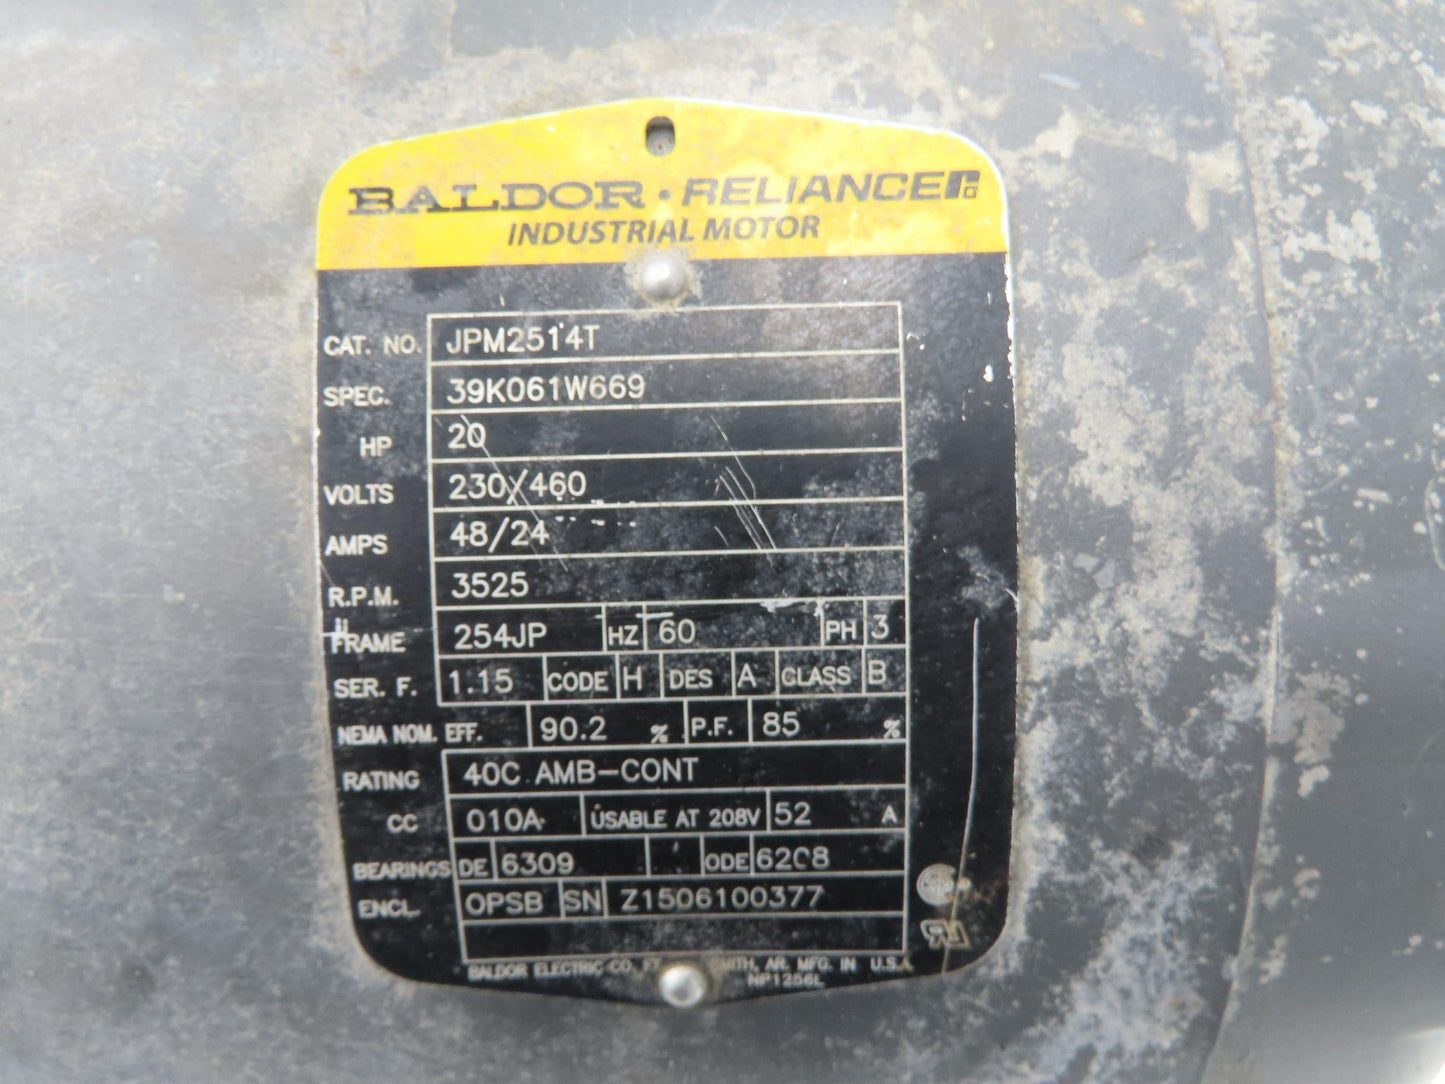 BALDOR • RELIANCE
INDUSTRIAL MOTOR
CAT. NO. JPM2514T
SPEC. 39K061W669
HP 20
VOLTS 230/460
AMPS 48/24
R.P.M. 3525
FRAME 254JP HZ 60 PH 3
SER. F. 1.15 CODE H DES A CLASS B
NEMA NOM. EFF. 90.2 % P.F. 85 %
RATING 40C AMB-CONT
CC 010A USABLE AT 208V 52 A
BEARINGS DE 6309 ODE 6208
ENCL. OPSB SN Z1506100377
BALDOR ELECTRIC CO. MFG. IN U.S.A.
NP1256L